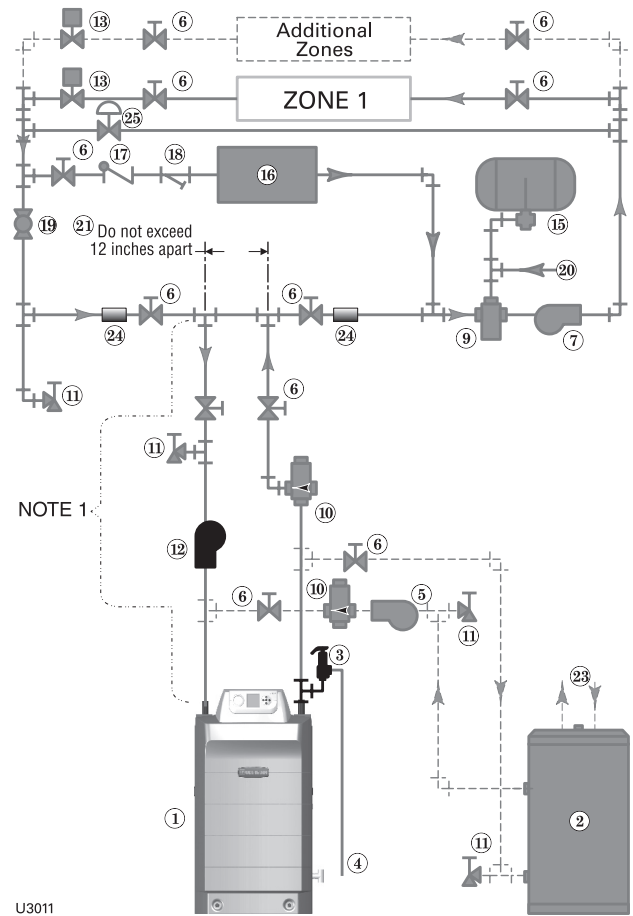 13 6 Additional Zones 6
13 6 ZONE 1 6
25
6 17 18 16
19 21 Do not exceed 12 inches apart 15
20
6 6
24 24 9 7
11 6
11
NOTE 1
10
12 6
10
6 5
11
3
23
1 2
11
4
U3011